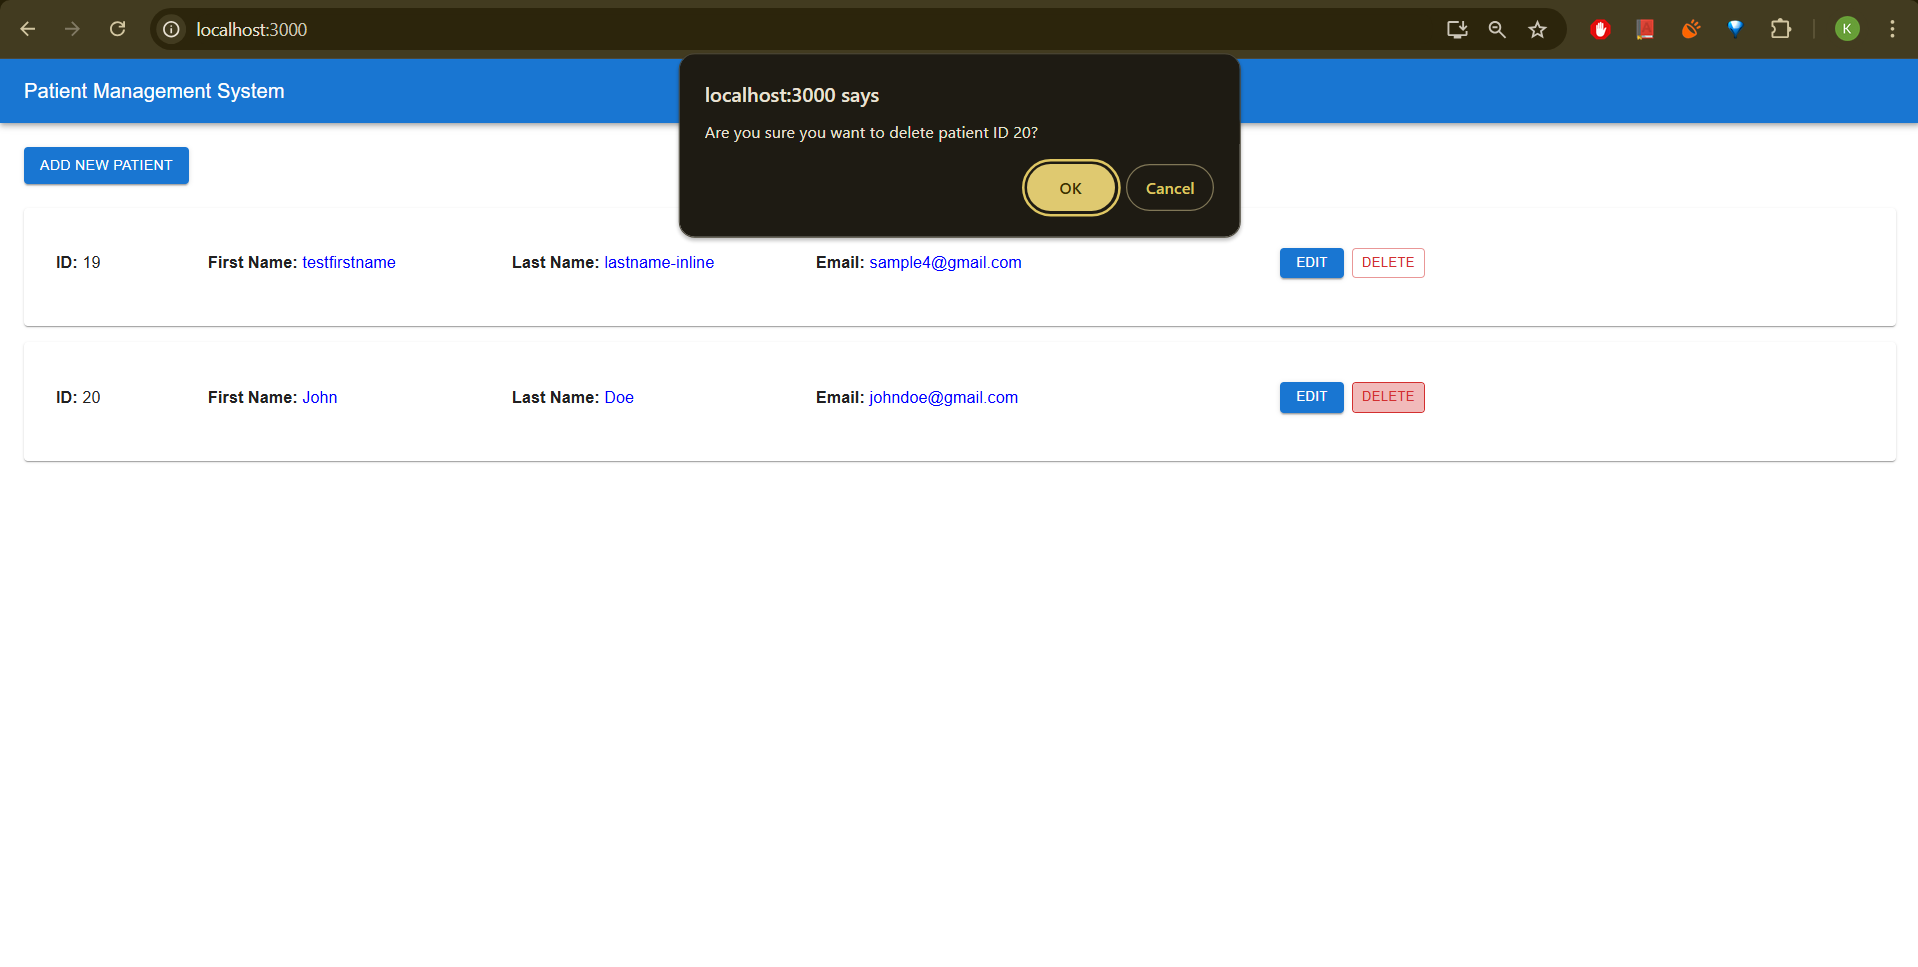 localhost:3000
K
Patient Management System
localhost:3000 says
Are you sure you want to delete patient ID 20?
OK Cancel
ADD NEW PATIENT
ID: 19 First Name: testfirstname Last Name: lastname-inline Email: sample4@gmail.com EDIT DELETE
ID: 20 First Name: John Last Name: Doe Email: johndoe@gmail.com EDIT DELETE